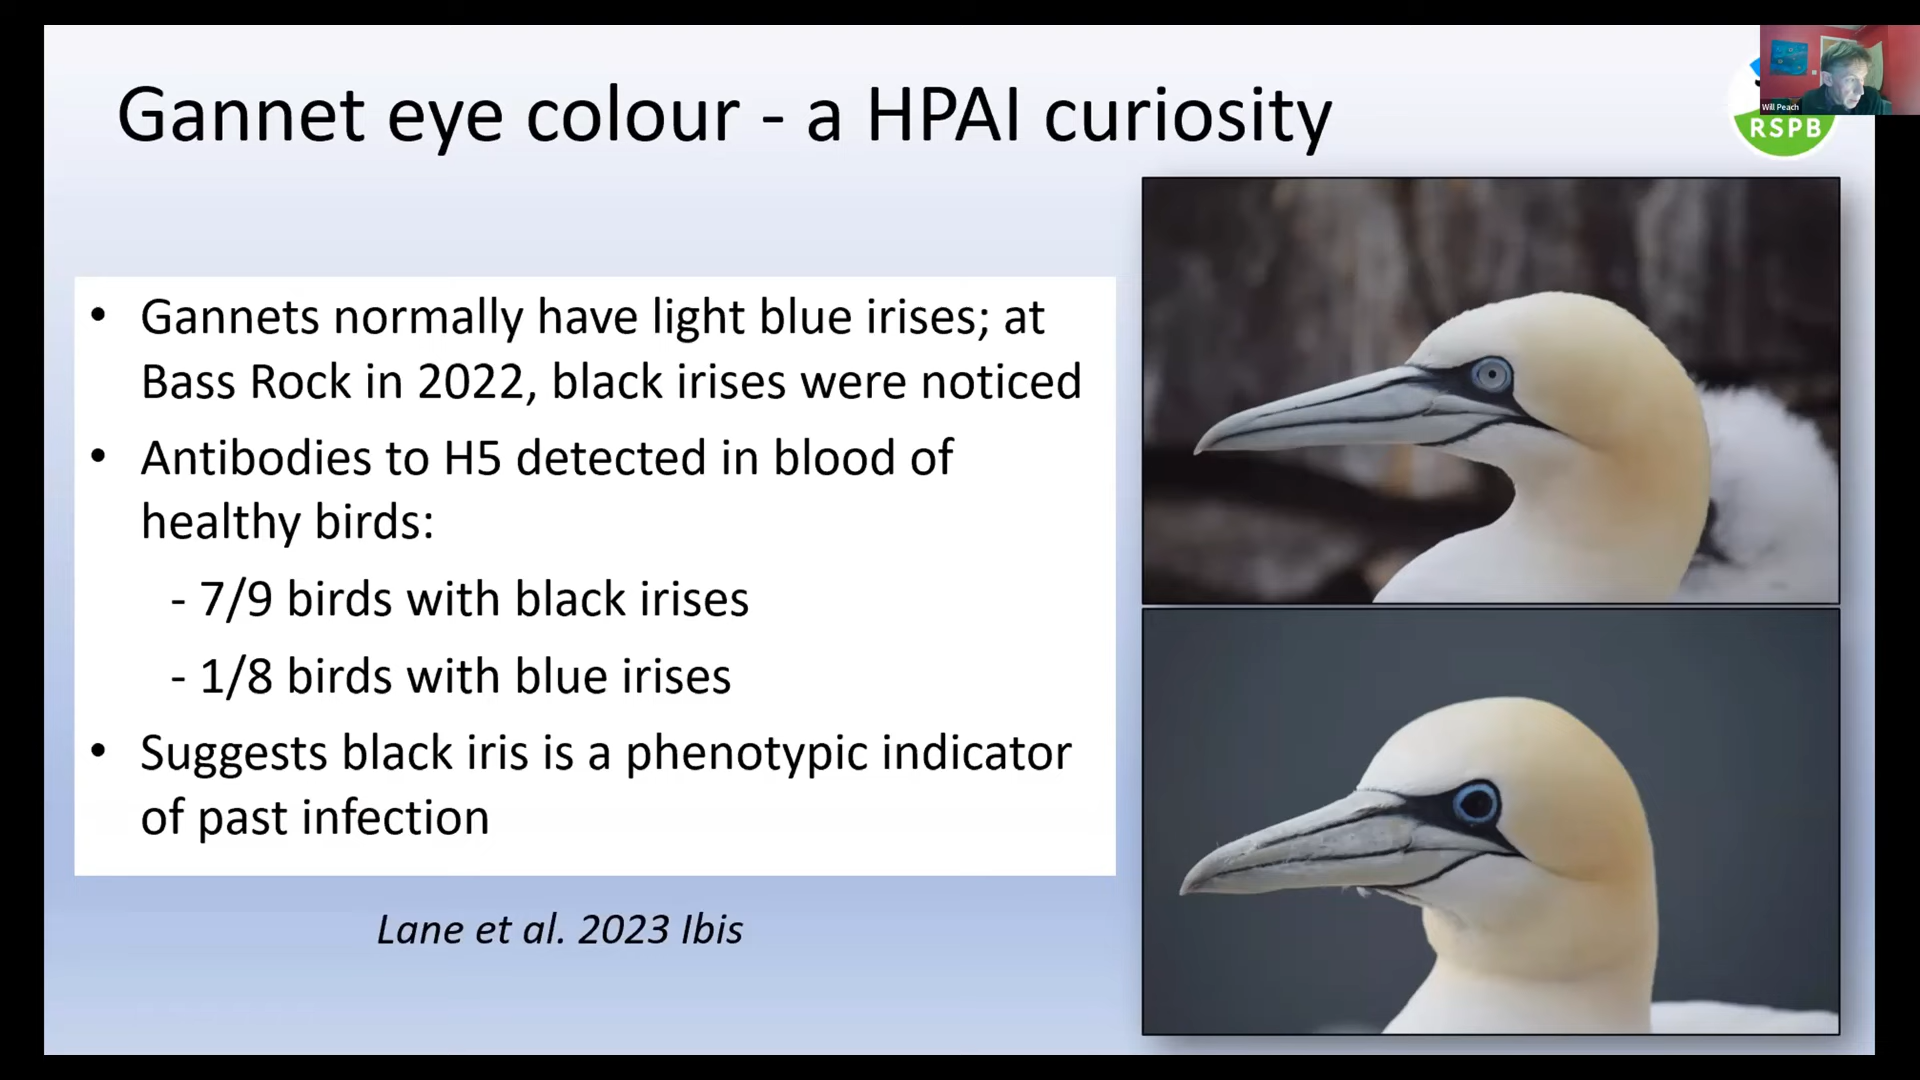 Gannet eye colour - a HPAI curiosity
Will Peach
RSPB
• Gannets normally have light blue irises; at
Bass Rock in 2022, black irises were noticed
• Antibodies to H5 detected in blood of
healthy birds:
- 7/9 birds with black irises
- 1/8 birds with blue irises
• Suggests black iris is a phenotypic indicator
of past infection
Lane et al. 2023 Ibis